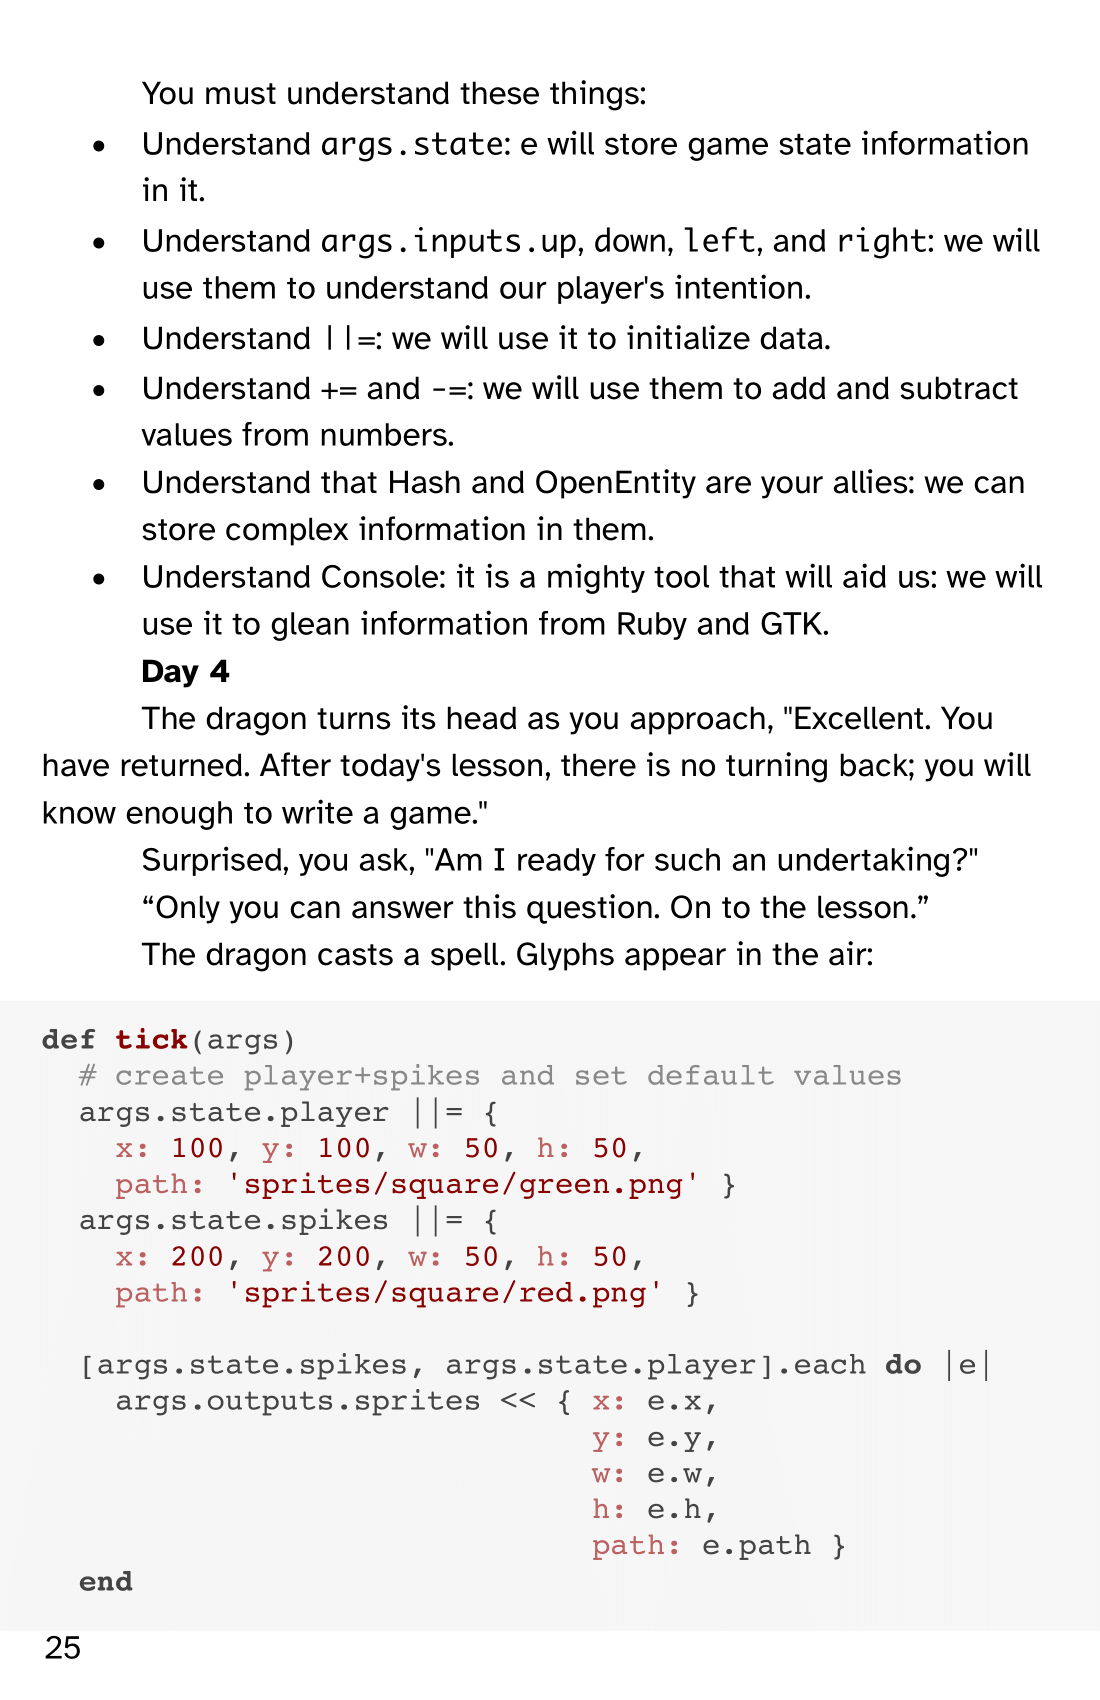 You must understand these things:
• Understand args.state: e will store game state information
in it.
• Understand args.inputs.up, down, left, and right: we will
use them to understand our player's intention.
• Understand ||=: we will use it to initialize data.
• Understand += and -=: we will use them to add and subtract
values from numbers.
• Understand that Hash and OpenEntity are your allies: we can
store complex information in them.
• Understand Console: it is a mighty tool that will aid us: we will
use it to glean information from Ruby and GTK.
Day 4
The dragon turns its head as you approach, "Excellent. You
have returned. After today's lesson, there is no turning back; you will
know enough to write a game."
Surprised, you ask, "Am I ready for such an undertaking?"
“Only you can answer this question. On to the lesson.”
The dragon casts a spell. Glyphs appear in the air:
def tick(args)
  # create player+spikes and set default values
  args.state.player ||= {
    x: 100, y: 100, w: 50, h: 50,
    path: 'sprites/square/green.png' }
  args.state.spikes ||= {
    x: 200, y: 200, w: 50, h: 50,
    path: 'sprites/square/red.png' }
  [args.state.spikes, args.state.player].each do |e|
    args.outputs.sprites << { x: e.x,
                              y: e.y,
                              w: e.w,
                              h: e.h,
                              path: e.path }
  end
25